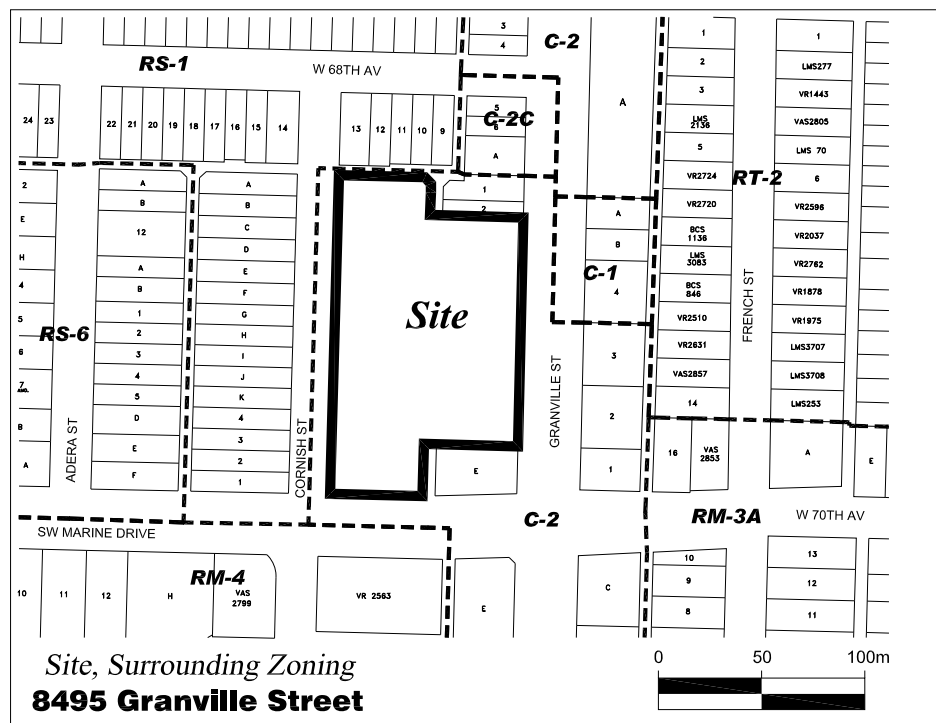 3
4
C-2
1
1
RS-1
W 68TH AV
2
LMS277
3
VR1443
A
24 23
22 21 20 19 18 17 16 15 14
13 12 11 10 9
5
6
C-2C
LMS
2136
VAS2805
A
5
LMS 70
2
A
A
1
VR2724
6
RT-2
E
B
B
2
VR2720
VR2596
A
12
C
BCS
1136
VR2037
H
D
B
LMS
3083
VR2762
A
E
C-1
4
B
F
4
BCS
846
VR1878
5
1
G
Site
VR2510
VR1975
RS-6
2
H
FRENCH ST
6
3
I
3
VR2631
LMS3707
7
AMD.
4
J
VAS2857
LMS3708
5
K
GRANVILLE ST
B
D
4
2
14
LMS253
ADERA ST
CORNISH ST
E
3
16
VAS
2853
A
E
A
2
E
F
1
1
C-2
RM-3A
W 70TH AV
SW MARINE DRIVE
RM-4
10 11 12 H
VAS
2799
VR 2563
E
C
10
13
9
12
8
11
Site, Surrounding Zoning
8495 Granville Street
0 50 100m